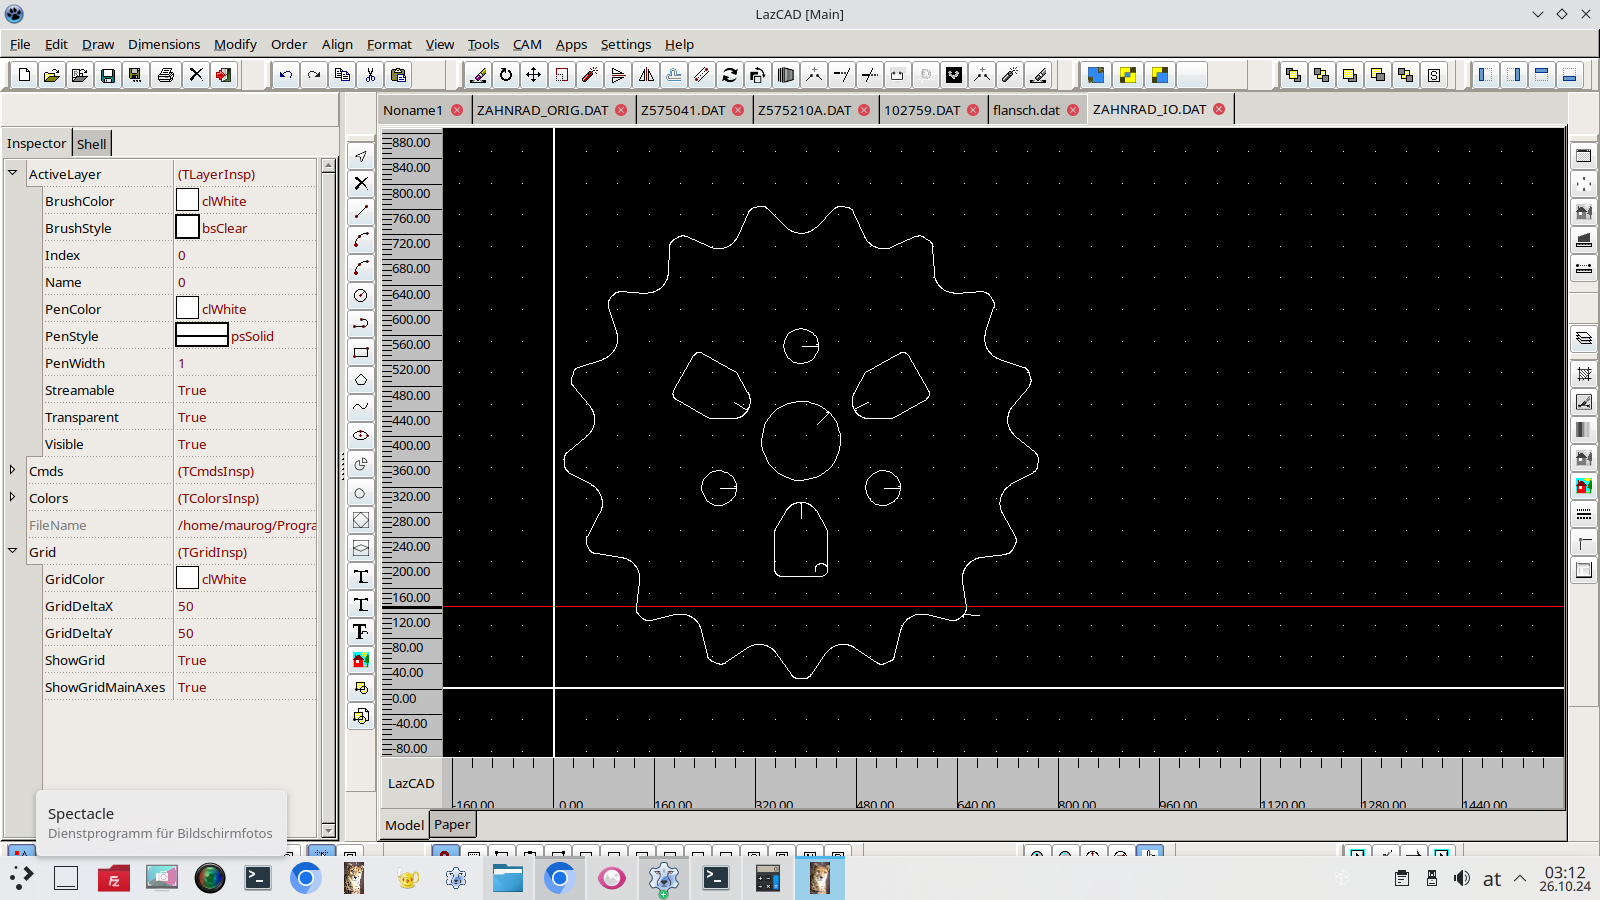 LazCAD [Main]
File Edit Draw Dimensions Modify Order Align Format View Tools CAM Apps Settings Help
Noname1 ZAHNRAD_ORIG.DAT Z575041.DAT Z575210A.DAT 102759.DAT flansch.dat ZAHNRAD_IO.DAT
Inspector Shell
ActiveLayer (TLayerInsp)
BrushColor clWhite
BrushStyle bsClear
Index 0
Name 0
PenColor clWhite
PenStyle psSolid
PenWidth 1
Streamable True
Transparent True
Visible True
Cmds (TCmdsInsp)
Colors (TColorsInsp)
FileName /home/maurog/Progra
Grid (TGridInsp)
GridColor clWhite
GridDeltaX 50
GridDeltaY 50
ShowGrid True
ShowGridMainAxes True
880.00
840.00
800.00
760.00
720.00
680.00
640.00
600.00
560.00
520.00
480.00
440.00
400.00
360.00
320.00
280.00
240.00
200.00
160.00
120.00
80.00
40.00
0.00
-40.00
-80.00
LazCAD
-160.00 0.00 160.00 320.00 480.00 640.00 800.00 960.00 1120.00 1280.00 1440.00
Model Paper
Spectacle
Dienstprogramm für Bildschirmfotos
at
03:12
26.10.24